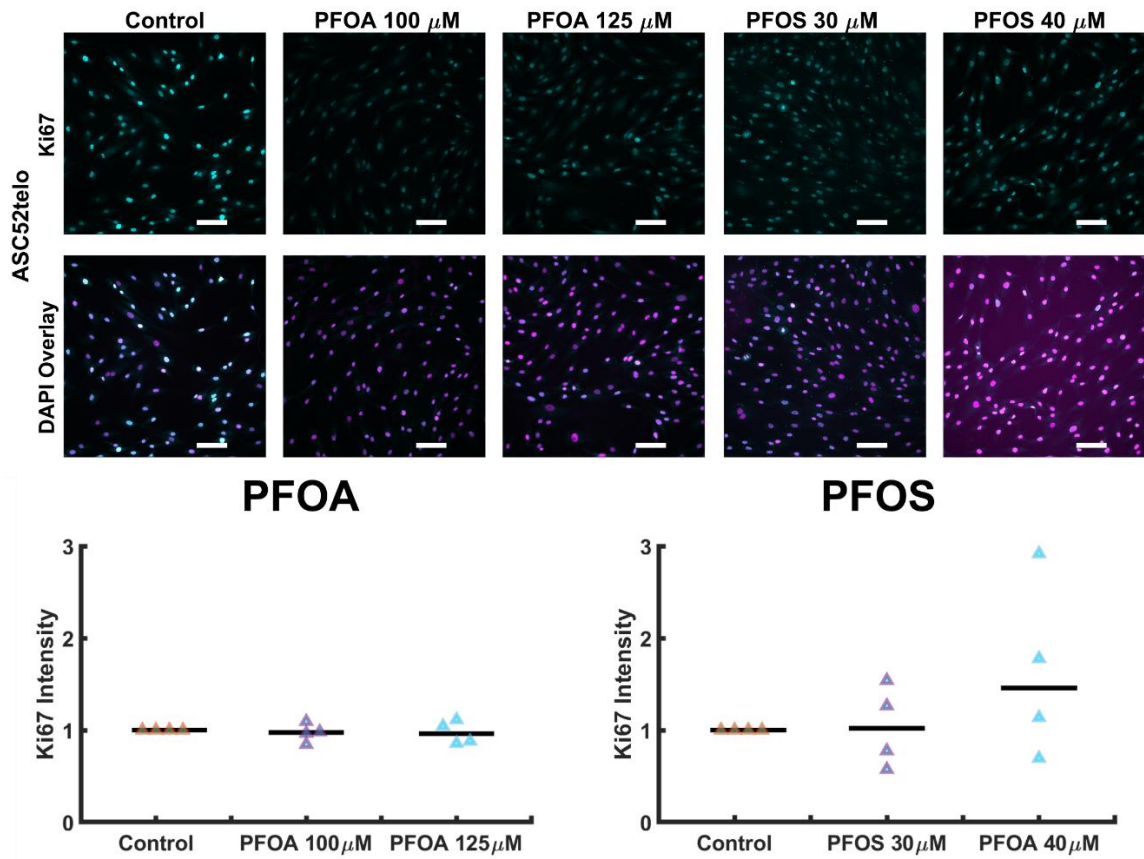 Control PFOA 100 μM PFOA 125 μM PFOS 30 μM PFOS 40 μM
ASC52telo
Ki67
DAPI Overlay
PFOA
Ki67 Intensity
3
2
1
0
Control PFOA 100μM PFOA 125μM
PFOS
Ki67 Intensity
3
2
1
0
Control PFOS 30μM PFOA 40μM